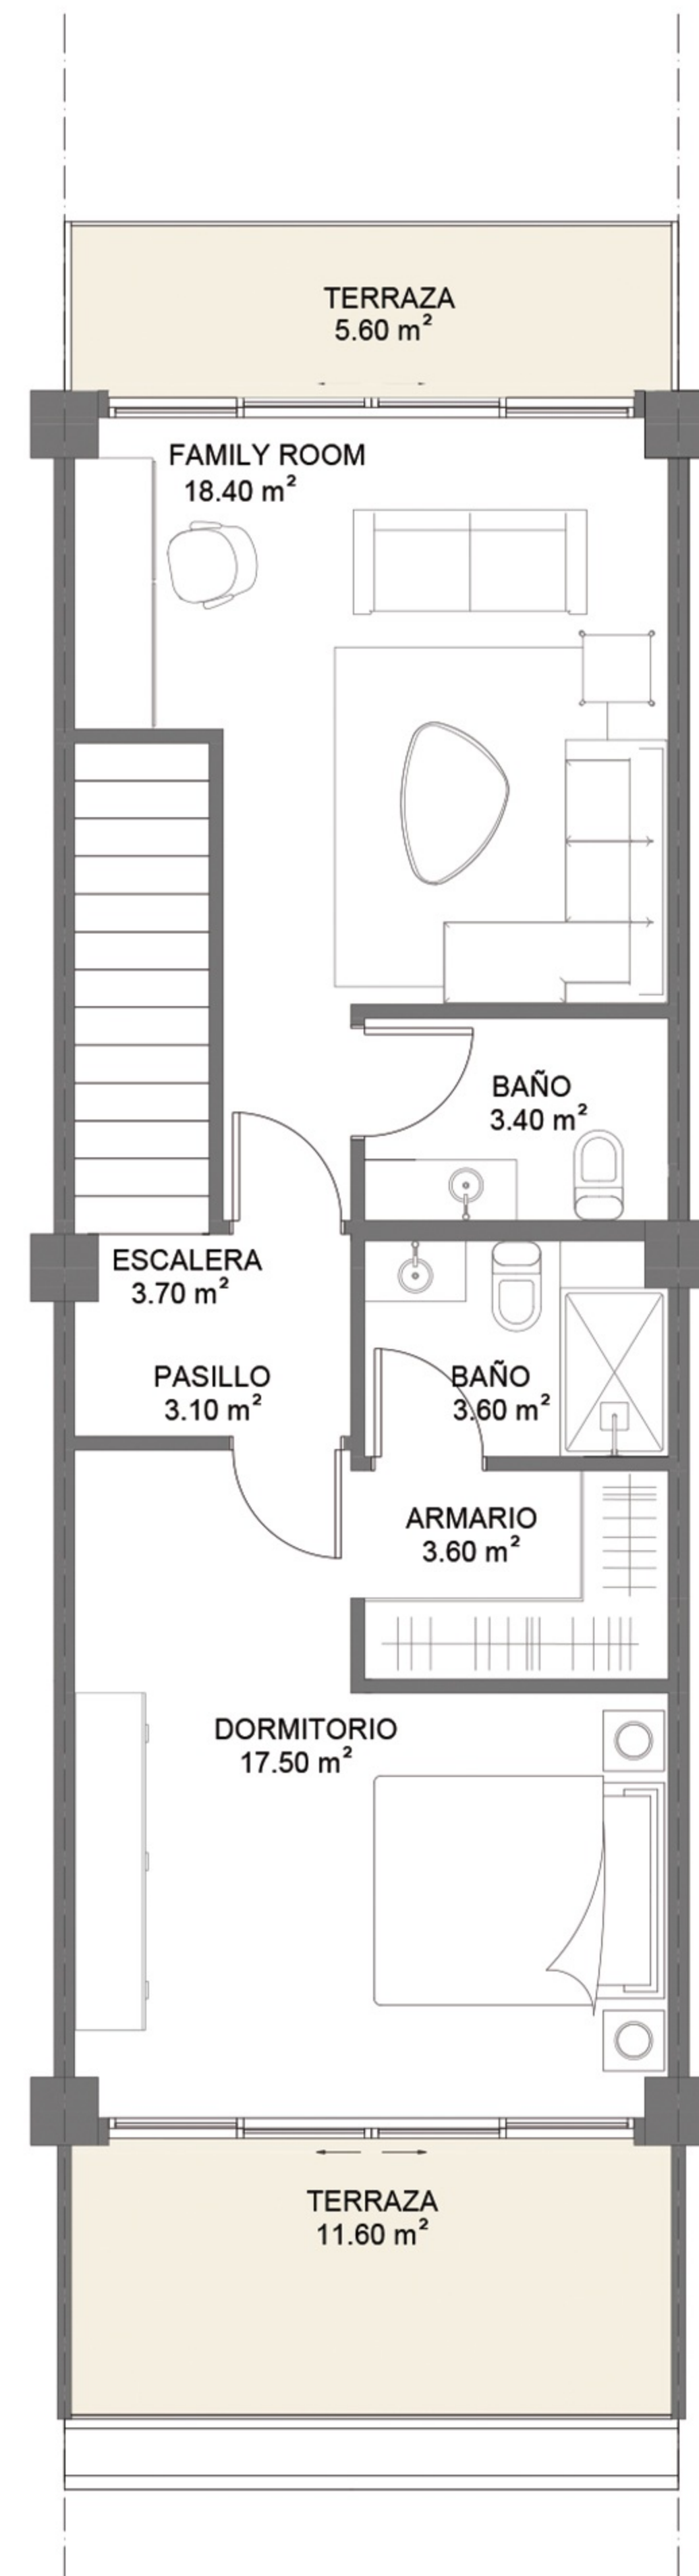 TERRAZA
5.60 m²
FAMILY ROOM
18.40 m²
BAÑO
3.40 m²
ESCALERA
3.70 m²
PASILLO
3.10 m²
BAÑO
3.60 m²
ARMARIO
3.60 m²
DORMITORIO
17.50 m²
TERRAZA
11.60 m²